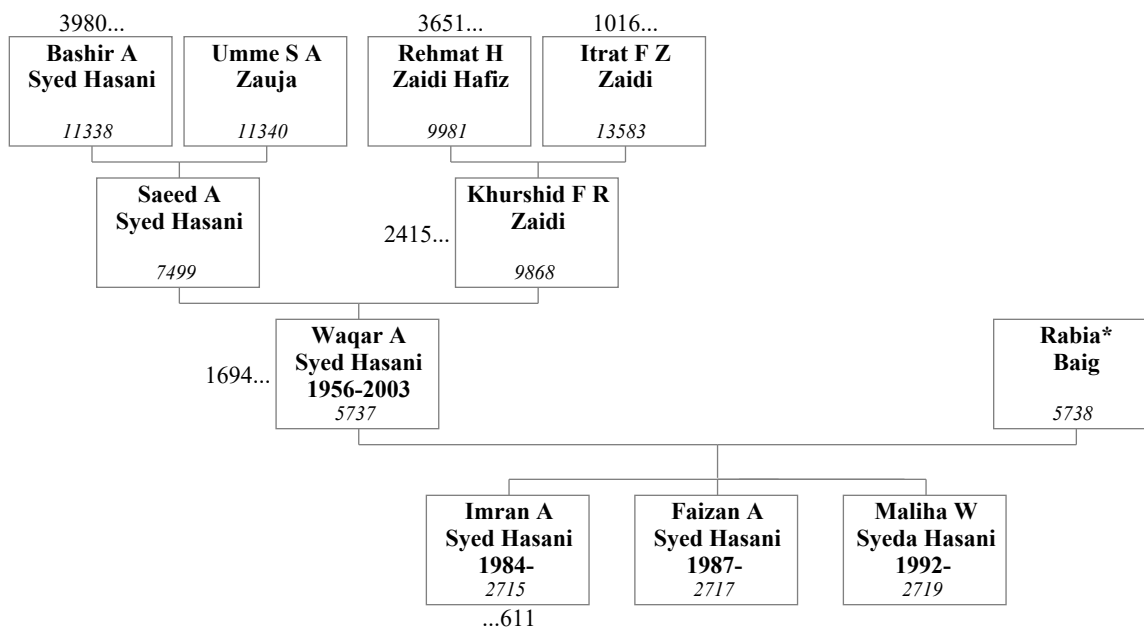 3980...
3651...
1016...
Bashir A
Syed Hasani
11338
Umme S A
Zauja
11340
Rehmat H
Zaidi Hafiz
9981
Itrat F Z
Zaidi
13583
Saeed A
Syed Hasani
7499
2415...
Khurshid F R
Zaidi
9868
1694...
Waqar A
Syed Hasani
1956-2003
5737
Rabia*
Baig
5738
Imran A
Syed Hasani
1984-
2715
Faizan A
Syed Hasani
1987-
2717
Maliha W
Syeda Hasani
1992-
2719
...611